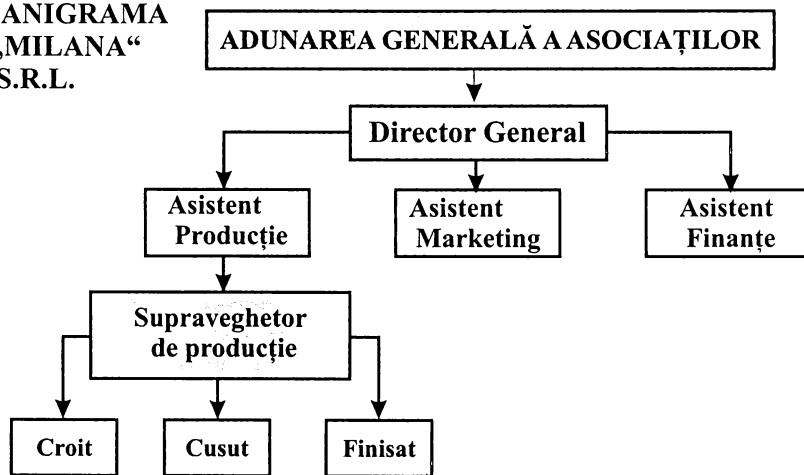 ANIGRAMA
„MILANA“
S.R.L.
ADUNAREA GENERALĂ A ASOCIAȚILOR
Director General
Asistent
Producție
Asistent
Marketing
Asistent
Finanțe
Supraveghetor
de producție
Croit
Cusut
Finisat